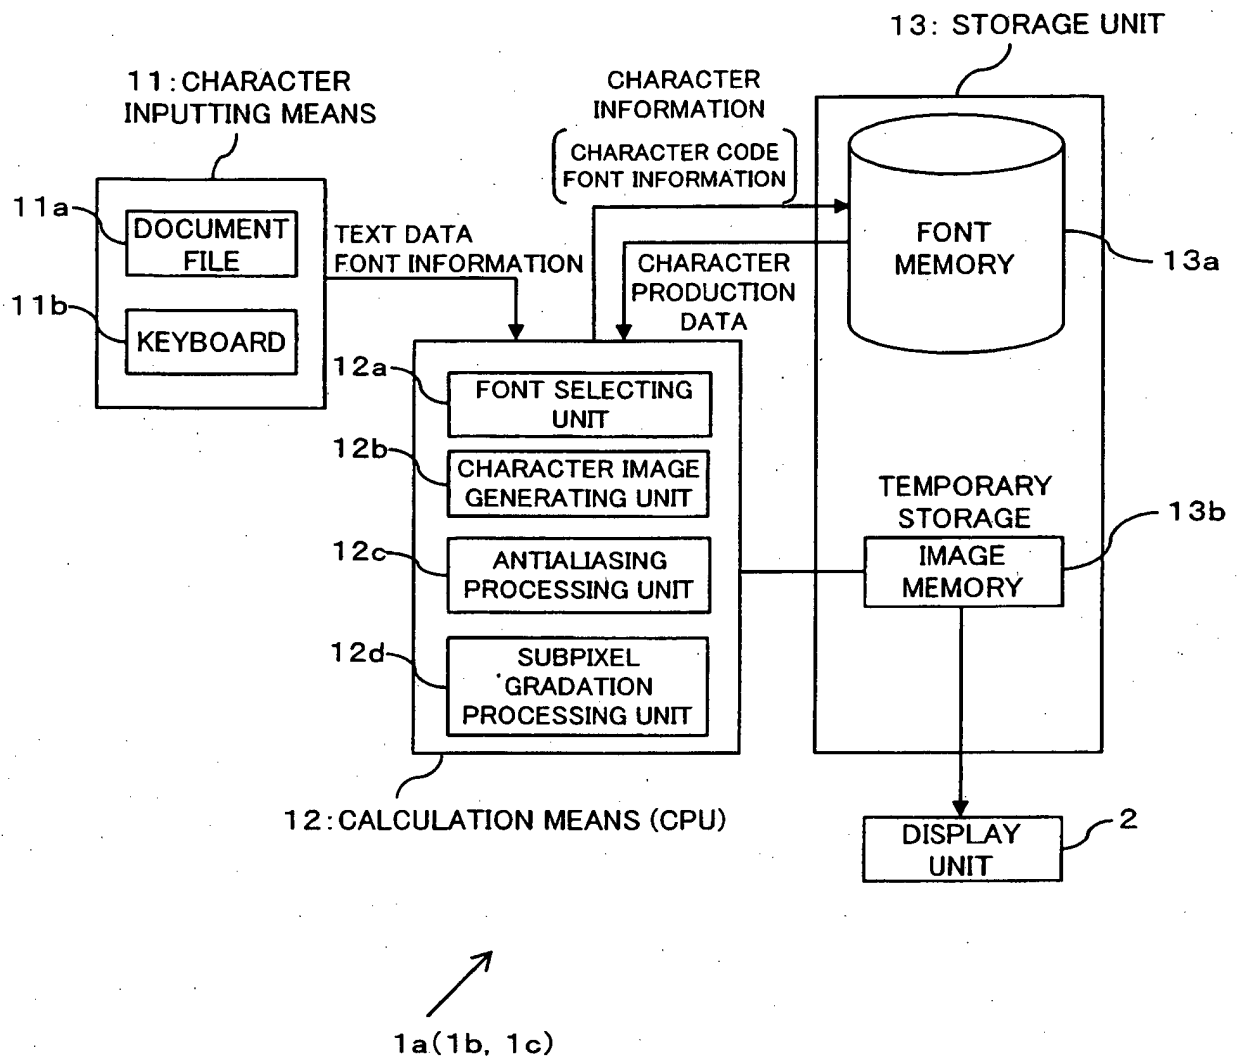 13: STORAGE UNIT
11:CHARACTER
INPUTTING MEANS
CHARACTER
INFORMATION
CHARACTER CODE
FONT INFORMATION
11a
DOCUMENT
FILE
11b
KEYBOARD
TEXT DATA
FONT INFORMATION
CHARACTER
PRODUCTION
DATA
FONT
MEMORY
13a
12a
FONT SELECTING
UNIT
12b
CHARACTER IMAGE
GENERATING UNIT
12c
ANTIALIASING
PROCESSING UNIT
12d
SUBPIXEL
GRADATION
PROCESSING UNIT
TEMPORARY
STORAGE
13b
IMAGE
MEMORY
12:CALCULATION MEANS (CPU)
DISPLAY
UNIT
2
1a(1b, 1c)